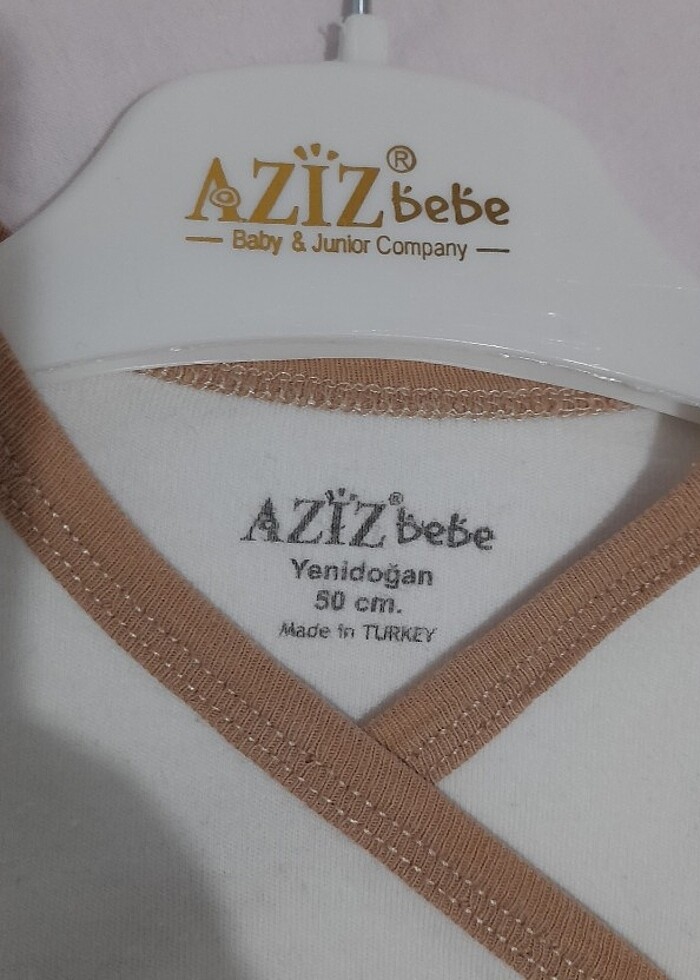 AZİZ® bebe
Baby & Junior Company
AZİZ® bebe
Yenidoğan
50 cm.
Made in TURKEY